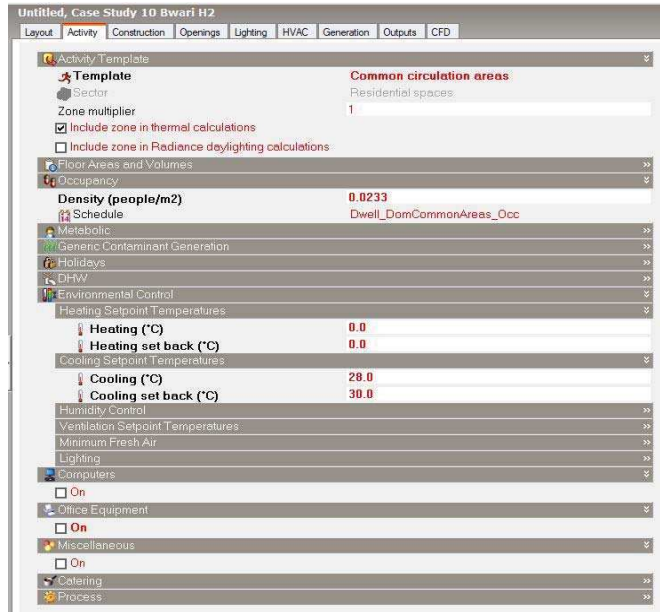 Untitled, Case Study 10 Bwari H2
Layout Activity Construction Openings Lighting HVAC Generation Outputs CFD
Activity Template
Template Common circulation areas
Sector Residential spaces
Zone multiplier 1
Include zone in thermal calculations
Include zone in Radiance daylighting calculations
Floor Areas and Volumes
Occupancy
Density (people/m2) 0.0233
Schedule Dwell_DomCommonAreas_Occ
Metabolic
Generic Contaminant Generation
Holidays
DHW
Environmental Control
Heating Setpoint Temperatures
Heating (°C) 0.0
Heating set back (°C) 0.0
Cooling Setpoint Temperatures
Cooling (°C) 28.0
Cooling set back (°C) 30.0
Humidity Control
Ventilation Setpoint Temperatures
Minimum Fresh Air
Lighting
Computers
On
Office Equipment
On
Miscellaneous
On
Catering
Process